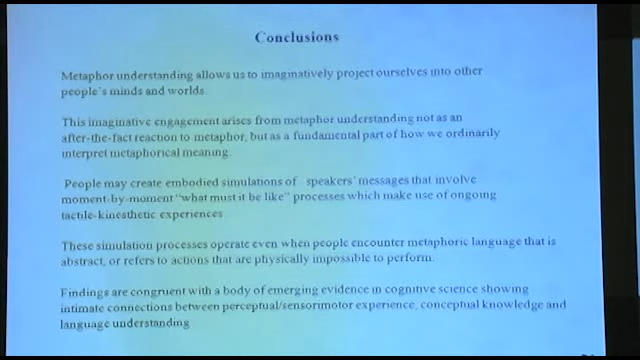 Conclusions
Metaphor understanding allows us to imaginatively project ourselves into other
people's minds and worlds.
This imaginative engagement arises from metaphor understanding not as an
after-the-fact reaction to metaphor, but as a fundamental part of how we ordinarily
interpret metaphorical meaning.
People may create embodied simulations of speakers' messages that involve
moment-by-moment "what must it be like" processes which make use of ongoing
tactile-kinesthetic experiences
These simulation processes operate even when people encounter metaphoric language that is
abstract, or refers to actions that are physically impossible to perform.
Findings are congruent with a body of emerging evidence in cognitive science showing
intimate connections between perceptual/sensorimotor experience, conceptual knowledge and
language understanding